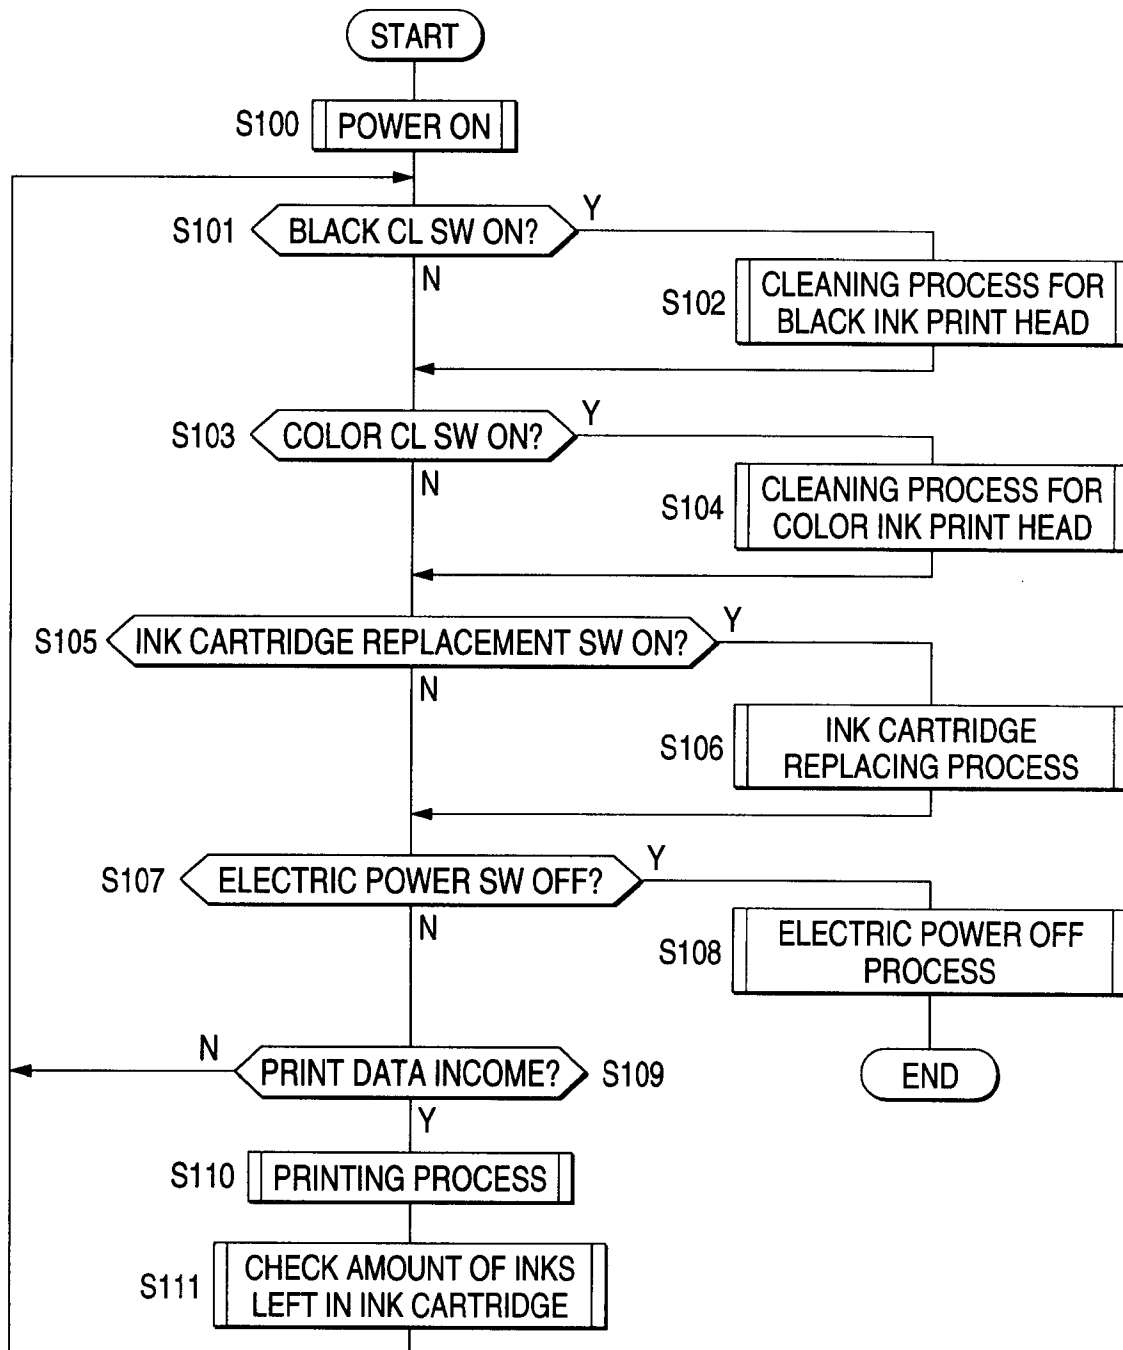 START
S100 POWER ON
S101 BLACK CL SW ON? Y
N
S102 CLEANING PROCESS FOR
BLACK INK PRINT HEAD
S103 COLOR CL SW ON? Y
N
S104 CLEANING PROCESS FOR
COLOR INK PRINT HEAD
S105 INK CARTRIDGE REPLACEMENT SW ON? Y
N
S106 INK CARTRIDGE
REPLACING PROCESS
S107 ELECTRIC POWER SW OFF? Y
N
S108 ELECTRIC POWER OFF
PROCESS
END
N PRINT DATA INCOME? S109
Y
S110 PRINTING PROCESS
S111 CHECK AMOUNT OF INKS
LEFT IN INK CARTRIDGE